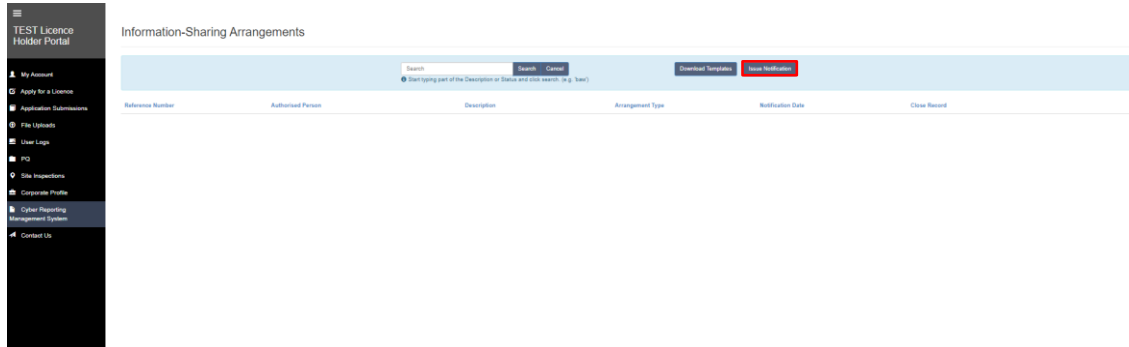 TEST Licence
Holder Portal
My Account
Apply for a Licence
Application Submissions
File Uploads
User Logs
PQ
Site Inspections
Corporate Profile
Cyber Reporting
Management System
Contact Us
Information-Sharing Arrangements
Search Search Cancel Download Templates Issue Notification
Start typing part of the Description or Status and click search. (e.g. 'baw')
Reference Number Authorised Person Description Arrangement Type Notification Date Close Record